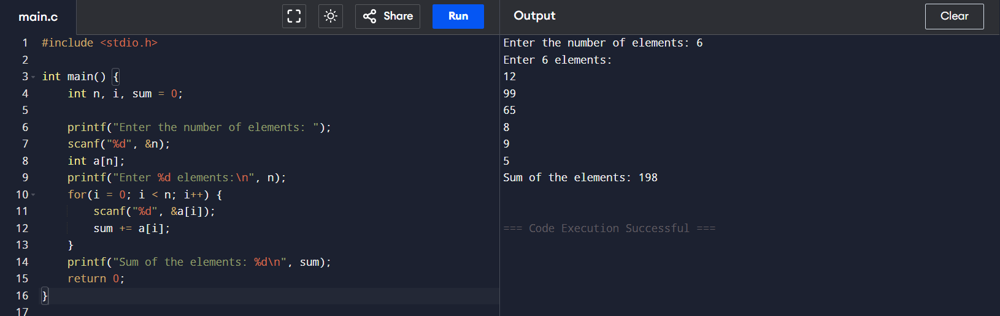 main.c
Share
Run
Output
Clear
1 #include <stdio.h>
2
3 int main() {
4     int n, i, sum = 0;
5
6     printf("Enter the number of elements: ");
7     scanf("%d", &n);
8     int a[n];
9     printf("Enter %d elements:\n", n);
10     for(i = 0; i < n; i++) {
11         scanf("%d", &a[i]);
12         sum += a[i];
13     }
14     printf("Sum of the elements: %d\n", sum);
15     return 0;
16 }
17
Enter the number of elements: 6
Enter 6 elements:
12
99
65
8
9
5
Sum of the elements: 198
=== Code Execution Successful ===